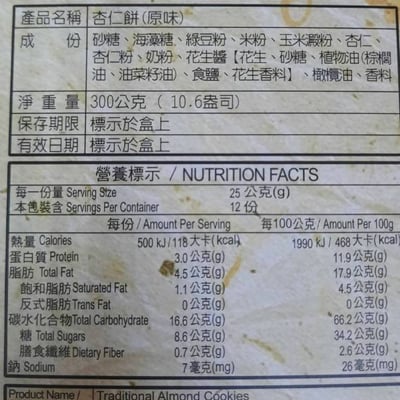 產品名稱 杏仁餅(原味)
成份 砂糖、海藻糖、綠豆粉、米粉、玉米澱粉、杏仁、
杏仁粉、奶粉、花生醬【花生、砂糖、植物油(棕櫚
油、油菜籽油)、食鹽、花生香料】、橄欖油、香料
淨重量 300公克 ( 10.6盎司)
保存期限 標示於盒上
有效日期 標示於盒上
營養標示 / NUTRITION FACTS
每一份量 Serving Size 25 公克(g)
本包裝含 Servings Per Container 12 份
每份 / Amount Per Serving 每100公克 / Amount Per 100g
熱量 Calories 500 kJ / 118 大卡(kcal) 1990 kJ / 468 大卡(kcal)
蛋白質 Protein 3.0 公克(g) 11.9 公克(g)
脂肪 Total Fat 4.5 公克(g) 17.9 公克(g)
飽和脂肪 Saturated Fat 1.1 公克(g) 4.5 公克(g)
反式脂肪 Trans Fat 0 公克(g) 0 公克(g)
碳水化合物 Total Carbohydrate 16.6 公克(g) 66.2 公克(g)
糖 Total Sugars 8.6 公克(g) 34.2 公克(g)
膳食纖維 Dietary Fiber 0.7 公克(g) 2.6 公克(g)
鈉 Sodium 7 毫克(mg) 26 毫克(mg)
Product Name / Traditional Almond Cookies